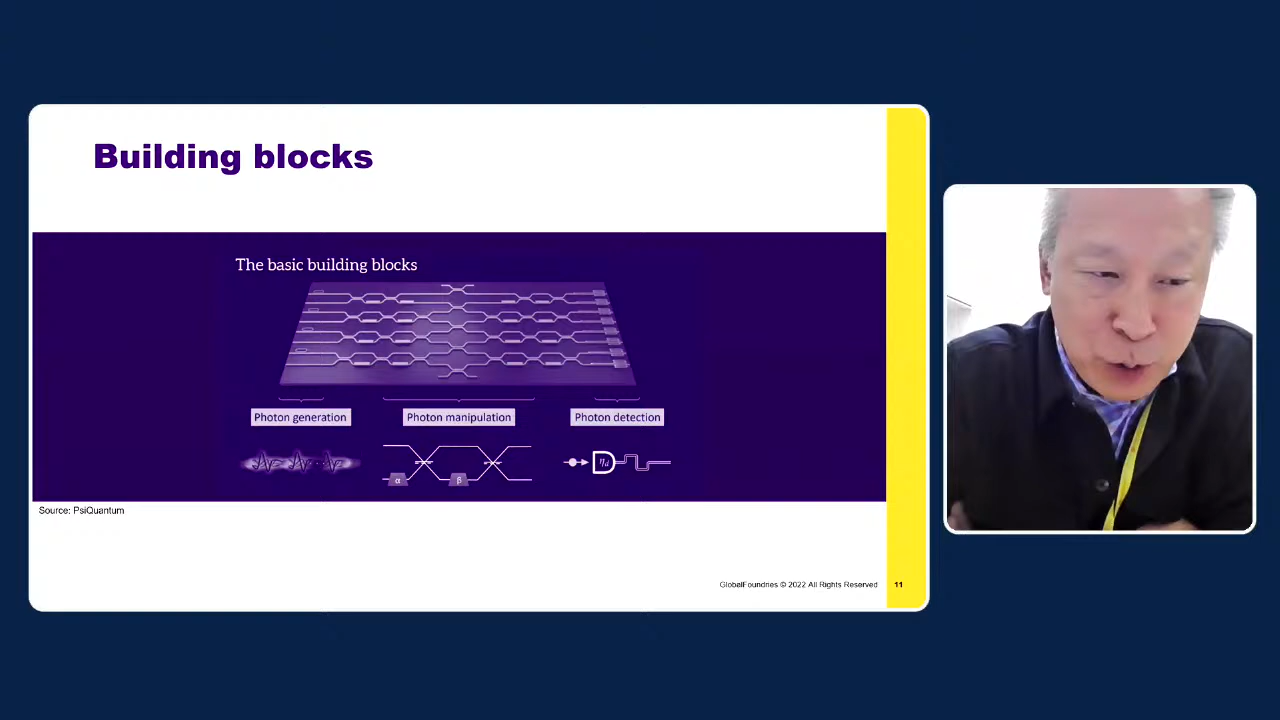 Building blocks
The basic building blocks
Photon generation
Photon manipulation
Photon detection
α
β
ηd
Source: PsiQuantum
GlobalFoundries © 2022 All Rights Reserved
11